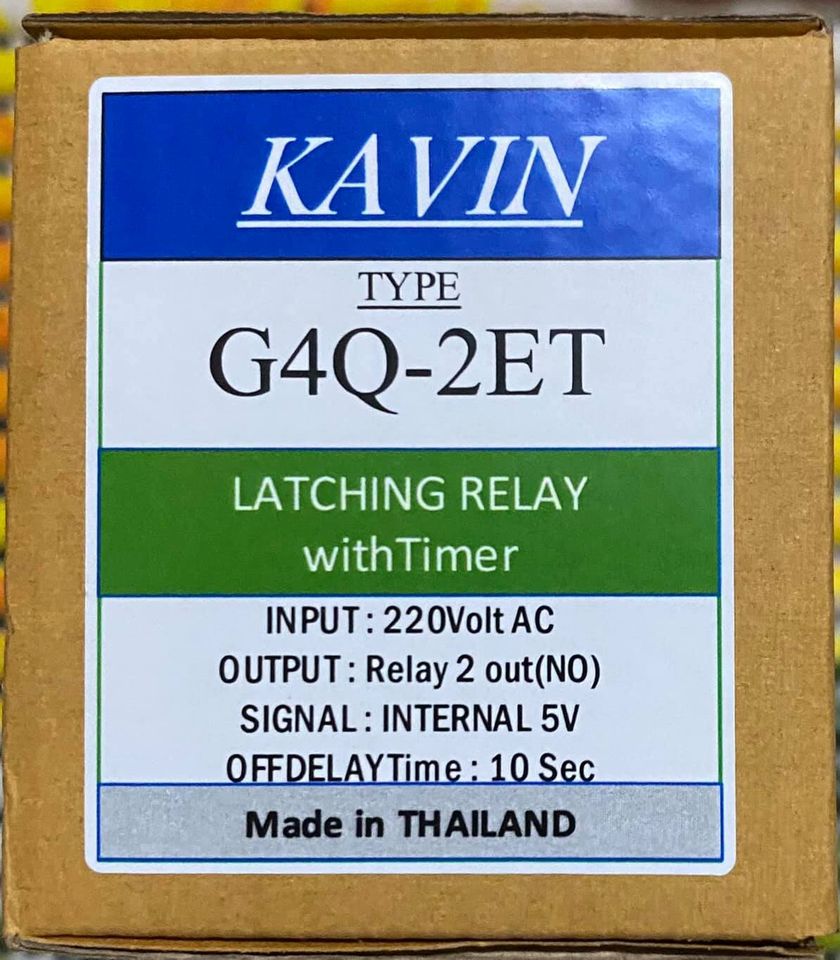 KAVIN
TYPE
G4Q-2ET
LATCHING RELAY
withTimer
INPUT : 220Volt AC
OUTPUT : Relay 2 out(NO)
SIGNAL : INTERNAL 5V
OFFDELAYTime : 10 Sec
Made in THAILAND